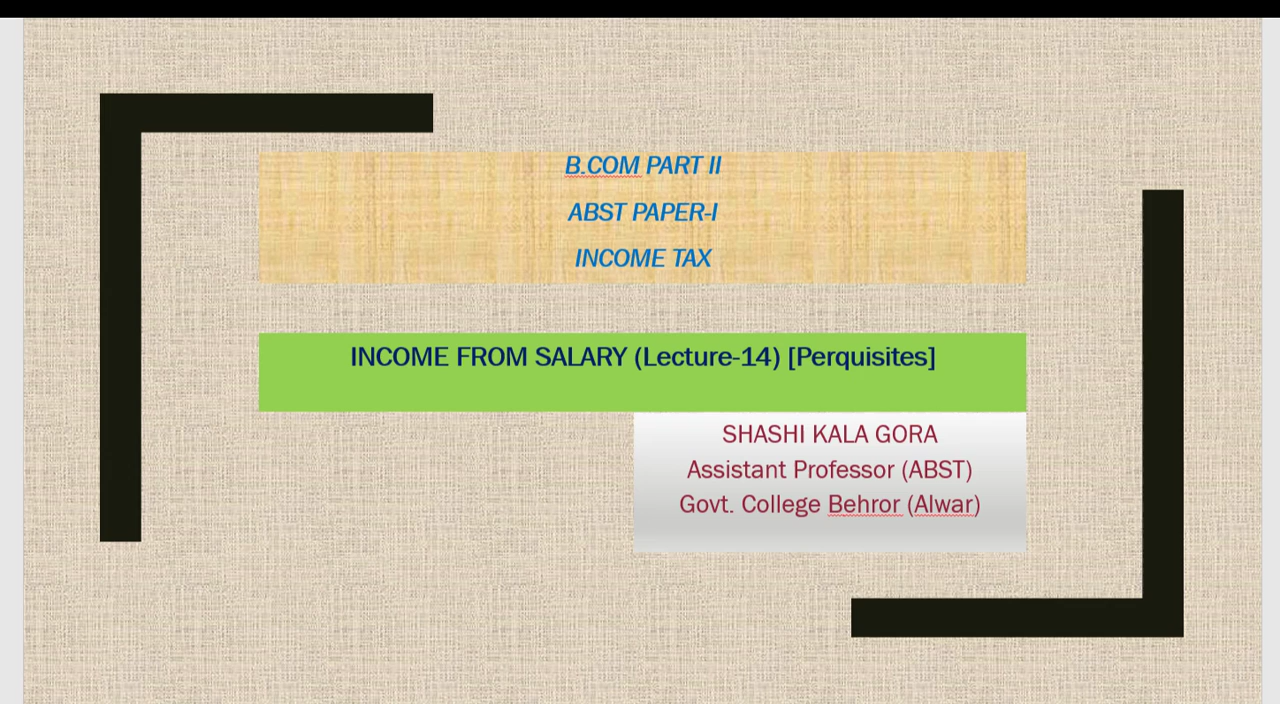 B.COM PART II
ABST PAPER-I
INCOME TAX
INCOME FROM SALARY (Lecture-14) [Perquisites]
SHASHI KALA GORA
Assistant Professor (ABST)
Govt. College Behror (Alwar)